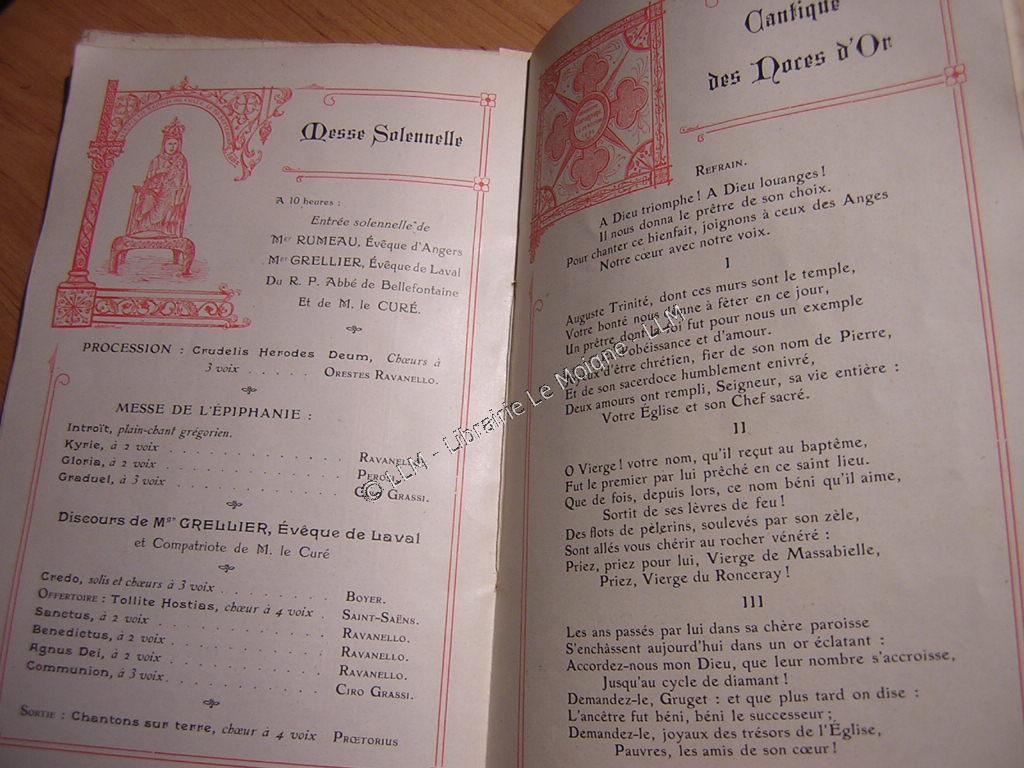 Messe Solennelle
A 10 heures :
Entrée solennelle de
Mgr RUMEAU, Évêque d'Angers
Mgr GRELLIER, Évêque de Laval
Du R. P. Abbé de Bellefontaine
Et de M. le CURÉ.
PROCESSION : Crudelis Herodes Deum, Chœurs à
3 voix . . . . . ORESTES RAVANELLO.
MESSE DE L'ÉPIPHANIE :
Introït, plain-chant grégorien.
Kyrie, à 2 voix . . . . . RAVANELLO.
Gloria, à 2 voix . . . . . PEROSI.
Graduel, à 3 voix . . . . . CIRO GRASSI.
Discours de Mgr GRELLIER, Évêque de Laval
et Compatriote de M. le Curé
Credo, solis et chœurs à 3 voix . . . . . BOYER.
OFFERTOIRE : Tollite Hostias, chœur à 4 voix . SAINT-SAËNS.
Sanctus, à 2 voix . . . . . RAVANELLO.
Benedictus, à 2 voix . . . . . RAVANELLO.
Agnus Dei, à 2 voix . . . . . RAVANELLO.
Communion, à 3 voix . . . . . CIRO GRASSI.
SORTIE : Chantons sur terre, chœur à 4 voix PRŒTORIUS
Cantique
des Noces d'Or
REFRAIN.
A Dieu triomphe ! A Dieu louanges !
Il nous donna le prêtre de son choix.
Pour chanter ce bienfait, joignons à ceux des Anges
Notre cœur avec notre voix.
I
Auguste Trinité, dont ces murs sont le temple,
Votre bonté nous donne à fêter en ce jour,
Un prêtre dont la foi fut pour nous un exemple
obéissance et d'amour.
d'être chrétien, fier de son nom de Pierre,
Et de son sacerdoce humblement enivré,
Deux amours ont rempli, Seigneur, sa vie entière :
Votre Église et son Chef sacré.
II
O Vierge ! votre nom, qu'il reçut au baptême,
Fut le premier par lui prêché en ce saint lieu.
Que de fois, depuis lors, ce nom béni qu'il aime,
Sortit de ses lèvres de feu !
Des flots de pèlerins, soulevés par son zèle,
Sont allés vous chérir au rocher vénéré :
Priez, priez pour lui, Vierge de Massabielle,
Priez, Vierge du Ronceray !
III
Les ans passés par lui dans sa chère paroisse
S'enchâssent aujourd'hui dans un or éclatant :
Accordez-nous mon Dieu, que leur nombre s'accroisse,
Jusqu'au cycle de diamant !
Demandez-le, Gruget : et que plus tard on dise :
L'ancêtre fut béni, béni le successeur ;
Demandez-le, joyaux des trésors de l'Église,
Pauvres, les amis de son cœur !
© LLM - Librairie Le Moigne - LLM